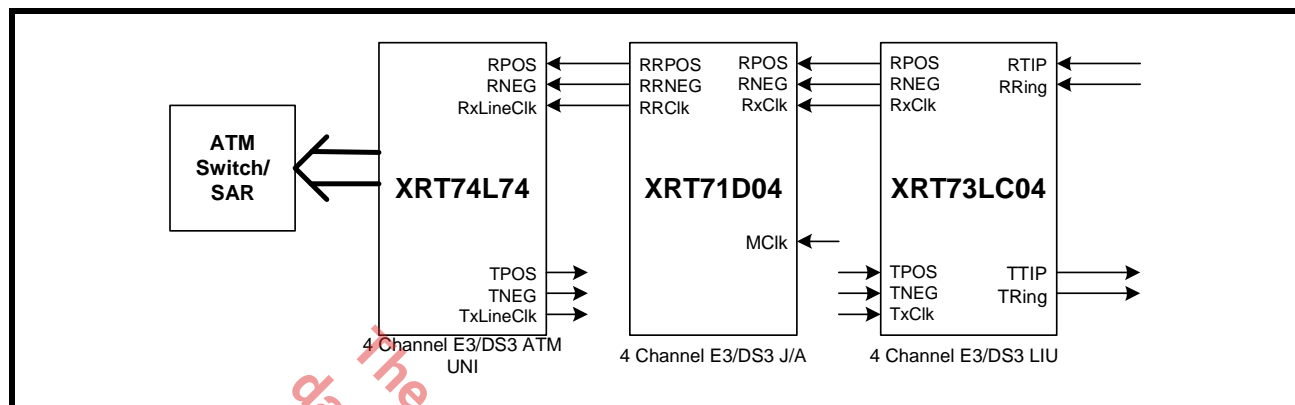 RPOS
RNEG
RxLineClk
RRPOS
RRNEG
RRClk
RPOS
RNEG
RxClk
RPOS
RNEG
RxClk
RTIP
RRing
ATM
Switch/
SAR
XRT74L74
XRT71D04
XRT73LC04
MClk
TPOS
TNEG
TxLineClk
TPOS
TNEG
TxClk
TTIP
TRing
4 Channel E3/DS3 ATM
UNI
4 Channel E3/DS3 J/A
4 Channel E3/DS3 LIU
The